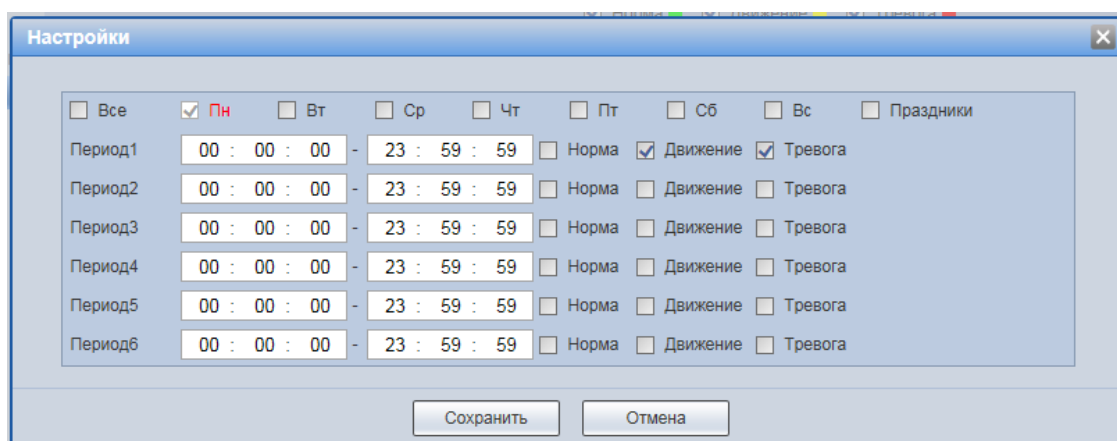 Норма Движение Тревога
Настройки
Все Пн Вт Ср Чт Пт Сб Вс Праздники
Период1 00 : 00 : 00 - 23 : 59 : 59 Норма Движение Тревога
Период2 00 : 00 : 00 - 23 : 59 : 59 Норма Движение Тревога
Период3 00 : 00 : 00 - 23 : 59 : 59 Норма Движение Тревога
Период4 00 : 00 : 00 - 23 : 59 : 59 Норма Движение Тревога
Период5 00 : 00 : 00 - 23 : 59 : 59 Норма Движение Тревога
Период6 00 : 00 : 00 - 23 : 59 : 59 Норма Движение Тревога
Сохранить Отмена